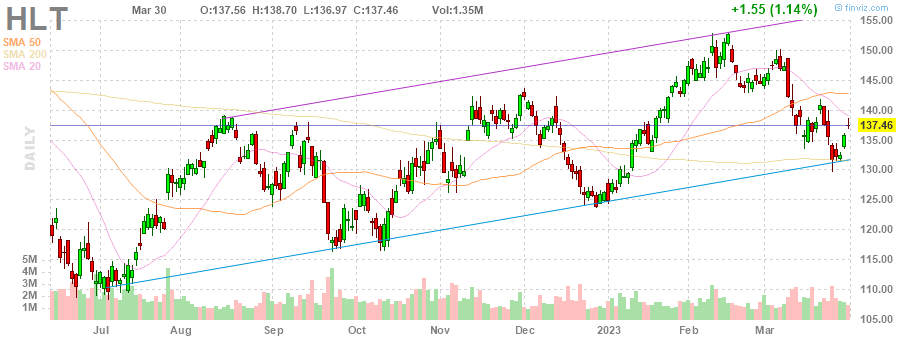 HLT Mar 30 O:137.56 H:138.70 L:136.97 C:137.46 Vol:1.35M +1.55 (1.14%) @ finviz.com
SMA 50
SMA 200
SMA 20
DAILY
155.00
150.00
145.00
140.00
137.46
135.00
130.00
125.00
120.00
115.00
110.00
105.00
5M
4M
3M
2M
1M
Jul Aug Sep Oct Nov Dec 2023 Feb Mar